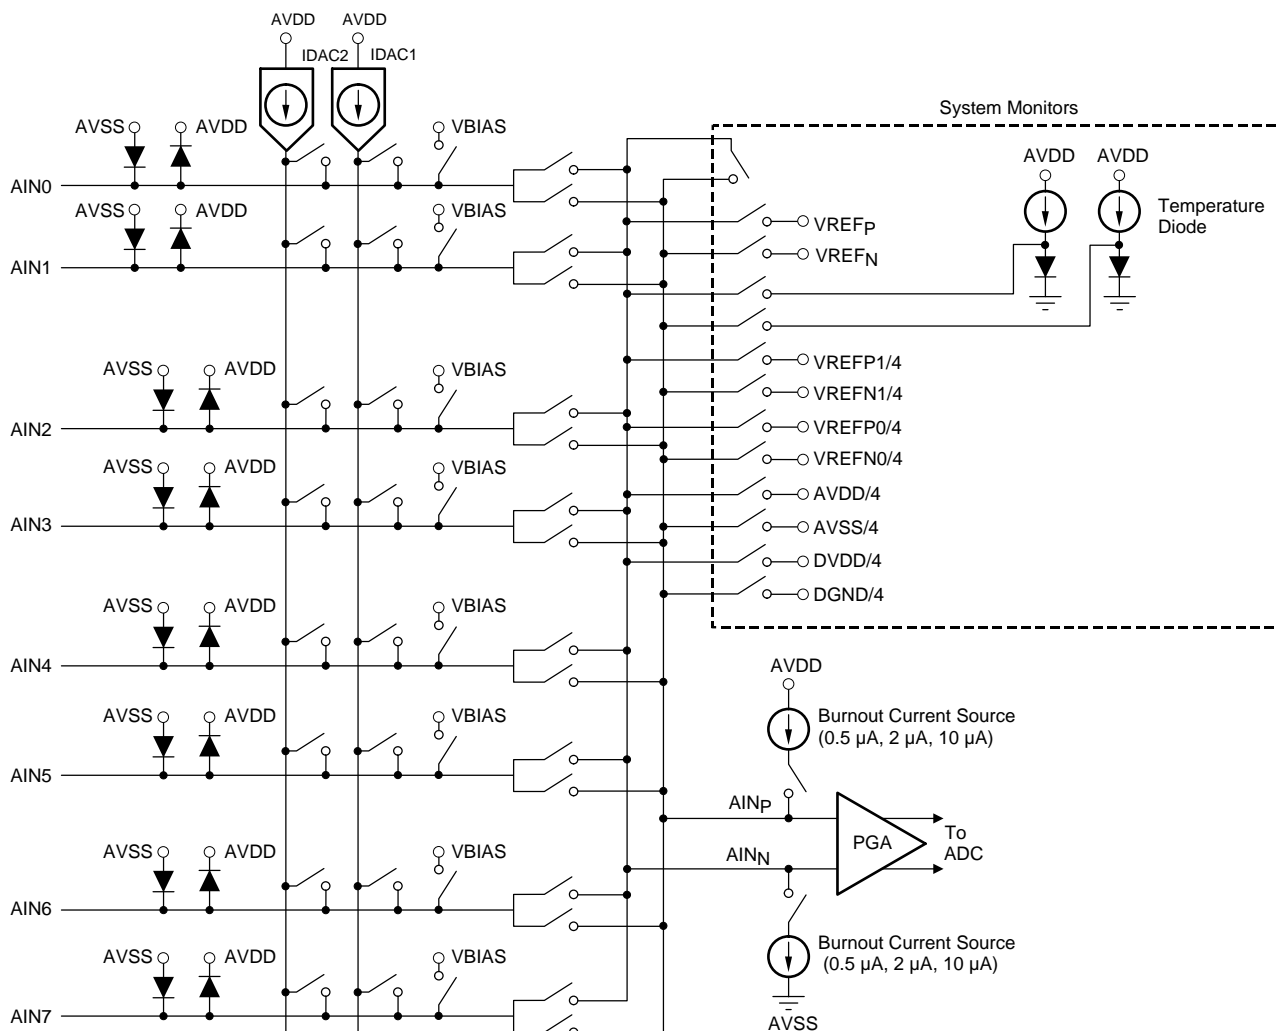 AVDD AVDD
IDAC2 IDAC1
System Monitors
AVSS AVDD VBIAS
AIN0
AVDD AVDD
Temperature
Diode
AVSS AVDD VBIAS
VREFP
VREFN
AIN1
AVSS AVDD VBIAS
VREFP1/4
VREFN1/4
AIN2
VREFP0/4
VREFN0/4
AVSS AVDD VBIAS
AVDD/4
AIN3
AVSS/4
DVDD/4
DGND/4
AVSS AVDD VBIAS
AIN4
AVDD
AVSS AVDD VBIAS
Burnout Current Source
(0.5 µA, 2 µA, 10 µA)
AIN5
AINP
PGA
To
ADC
AINN
AVSS AVDD VBIAS
AIN6
AVSS AVDD VBIAS
Burnout Current Source
(0.5 µA, 2 µA, 10 µA)
AIN7
AVSS